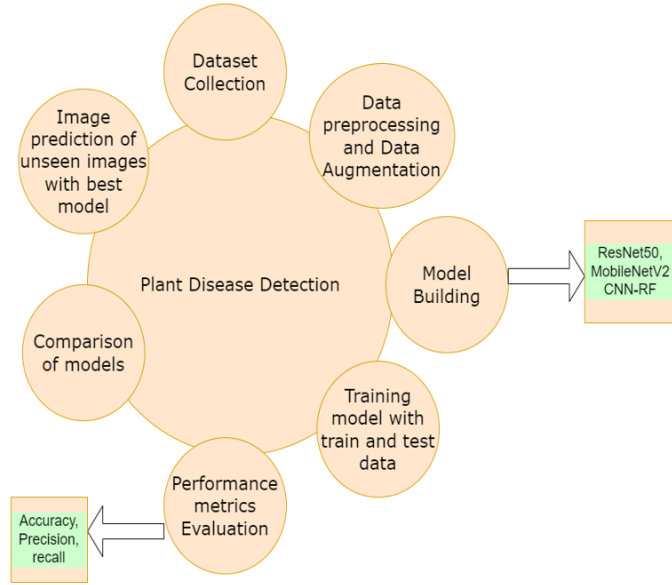 Dataset
Collection
Data
preprocessing
and Data
Augmentation
Image
prediction of
unseen images
with best
model
Plant Disease Detection
Model
Building
ResNet50,
MobileNetV2
CNN-RF
Comparison
of models
Training
model with
train and test
data
Performance
metrics
Evaluation
Accuracy,
Precision,
recall